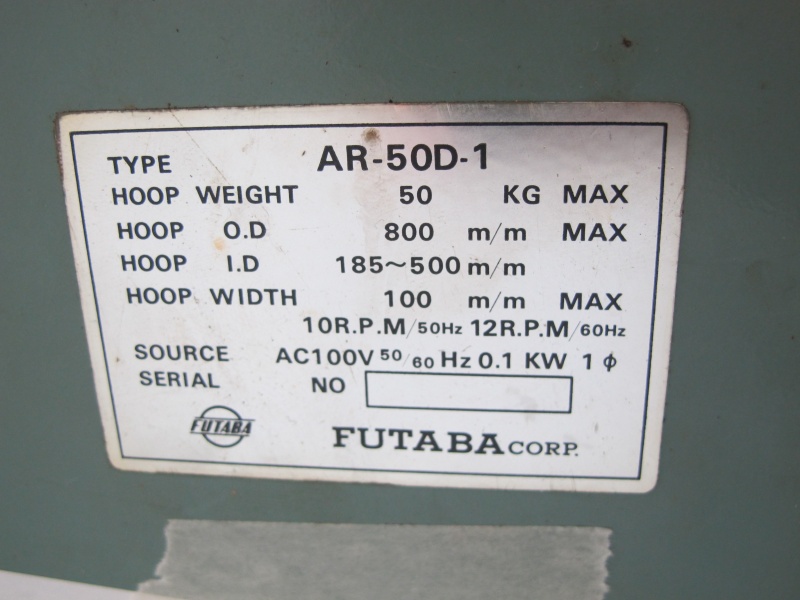 TYPE AR-50D-1
HOOP WEIGHT 50 KG MAX
HOOP O.D 800 m/m MAX
HOOP I.D 185~500 m/m
HOOP WIDTH 100 m/m MAX
10R.P.M/50Hz 12R.P.M/60Hz
SOURCE AC100V 50/60 Hz 0.1 KW 1 ϕ
SERIAL NO
FUTABA FUTABA CORP.